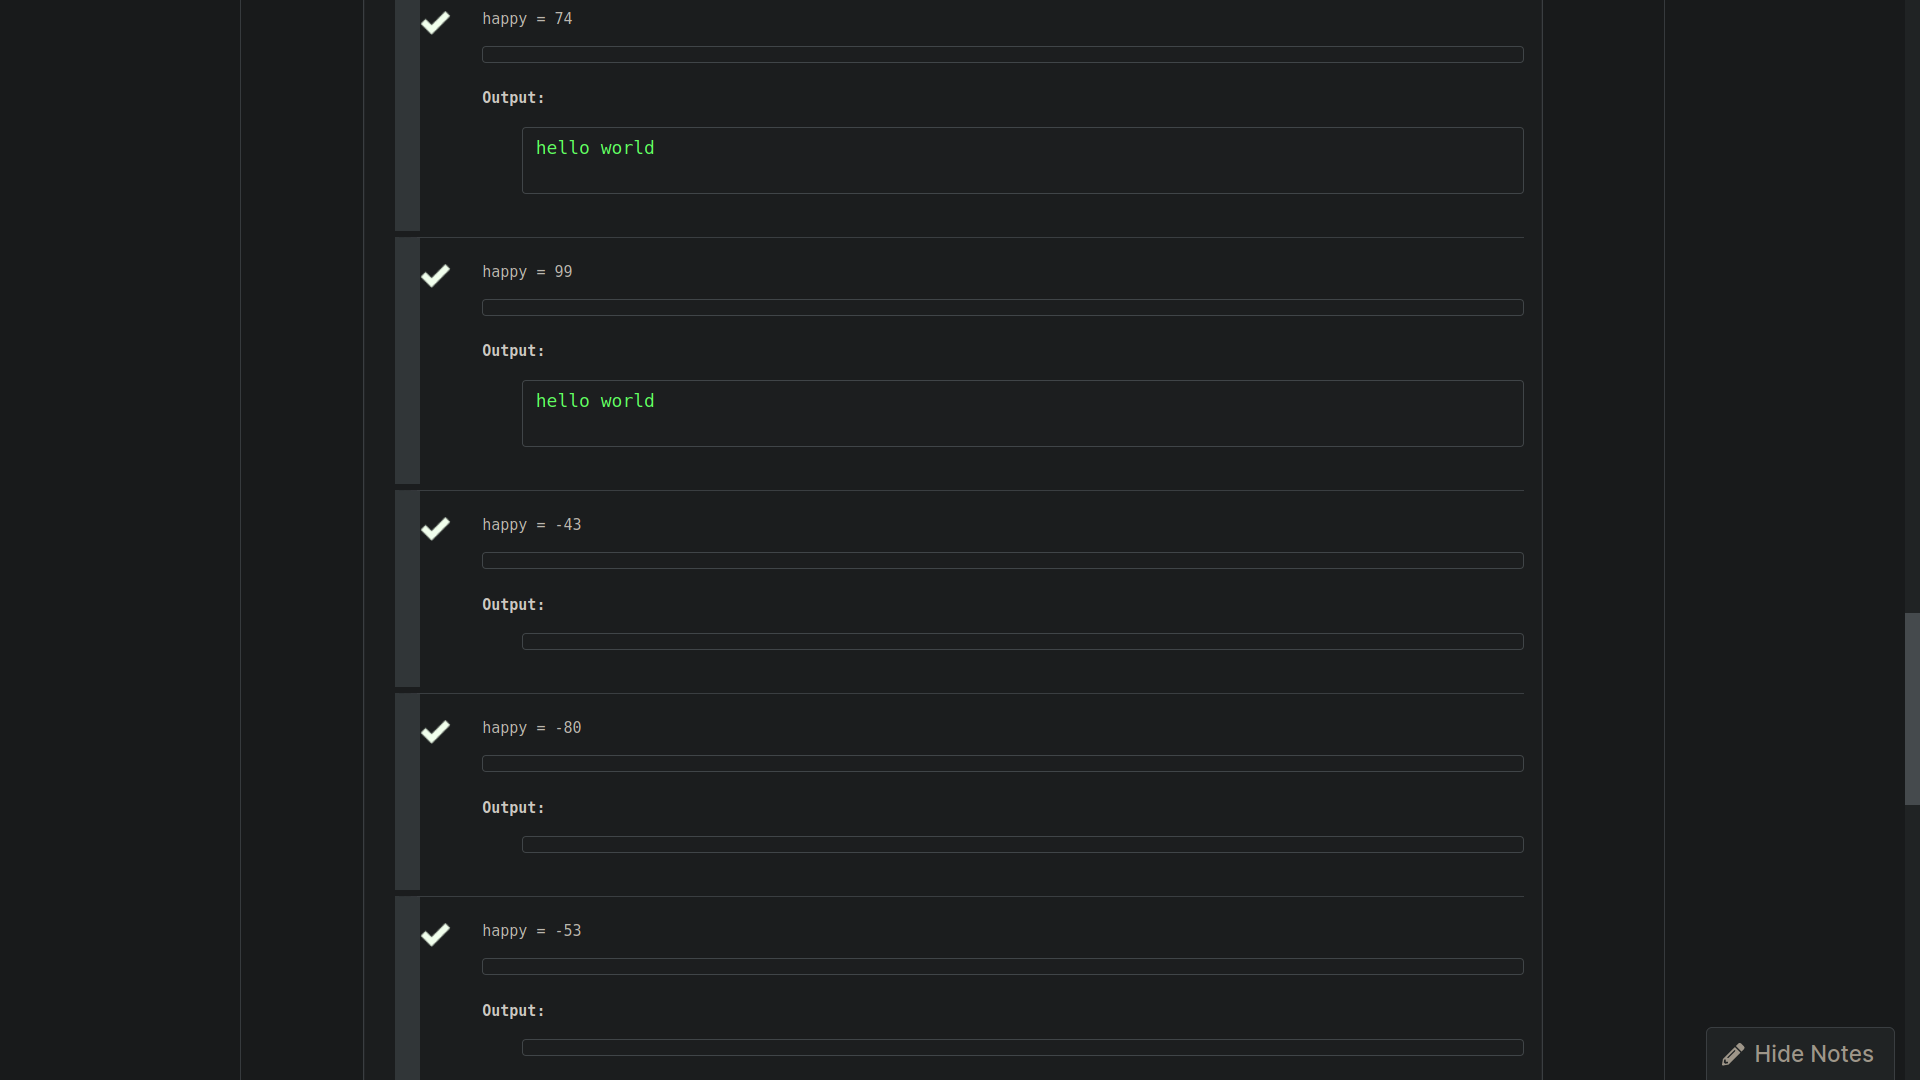 happy = 74
Output:
hello world
happy = 99
Output:
hello world
happy = -43
Output:
happy = -80
Output:
happy = -53
Output:
Hide Notes